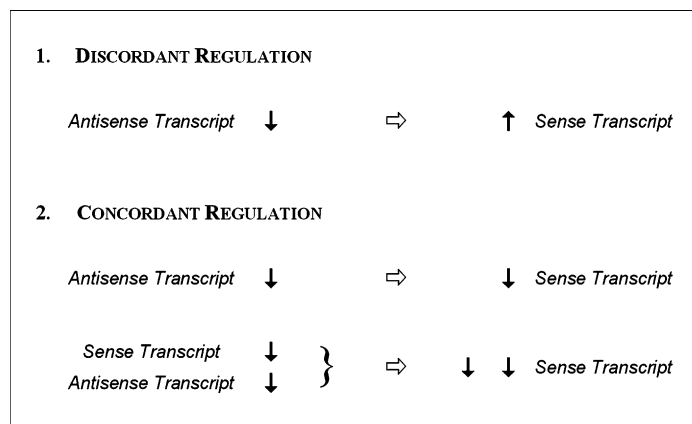 1. DISCORDANT REGULATION
Antisense Transcript ↓ ⇨ ↑ Sense Transcript
2. CONCORDANT REGULATION
Antisense Transcript ↓ ⇨ ↓ Sense Transcript
Sense Transcript ↓
Antisense Transcript ↓ } ⇨ ↓ ↓ Sense Transcript